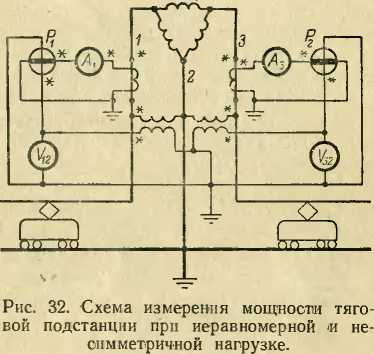 P₁ * A₁ * 1 3 * A₃ * P₂
* 2 *
* * * *
V₁₂ * * V₃₂
Рис. 32. Схема измерения мощности тяго-
вой подстанции при неравномерной и не-
симметричной нагрузке.